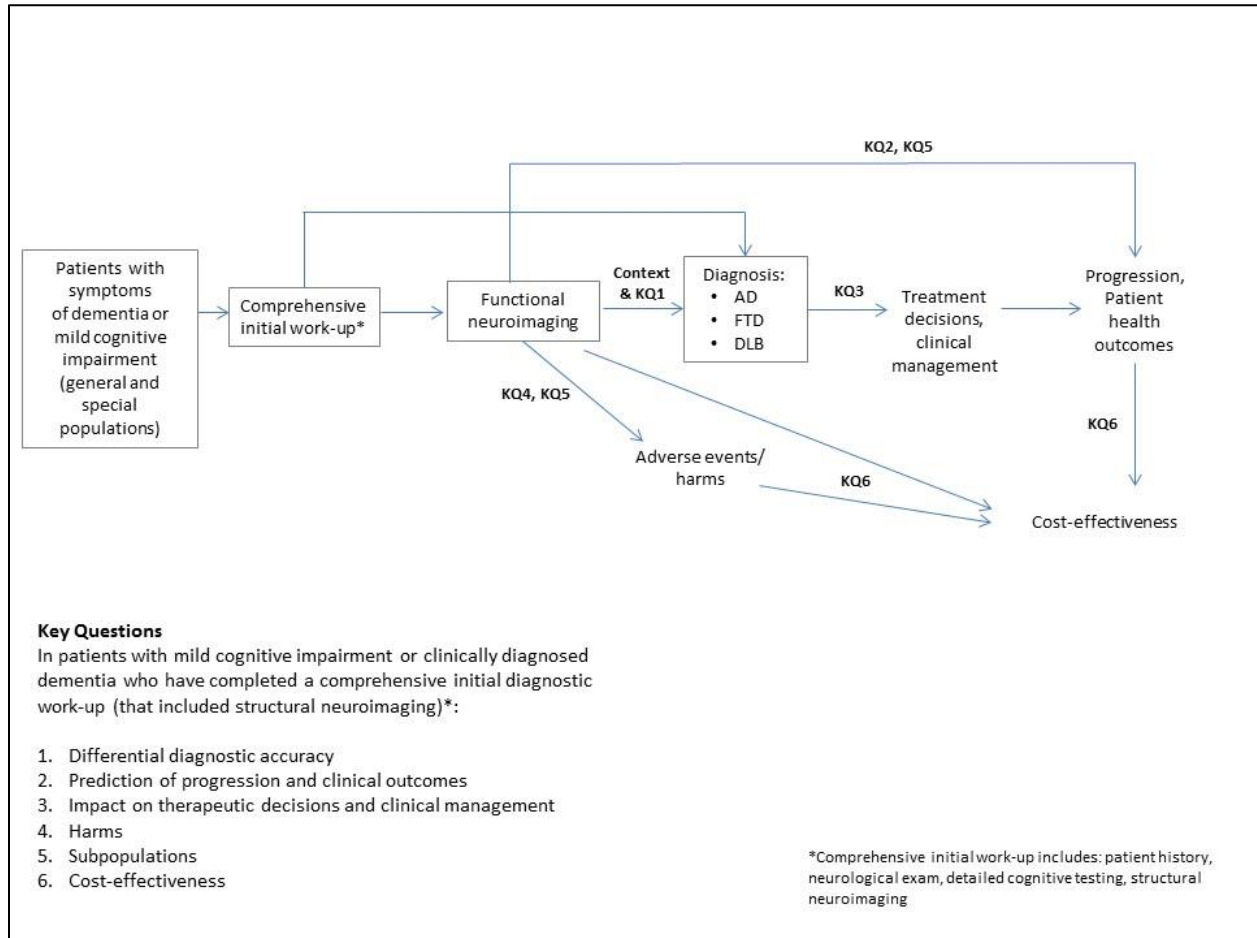 KQ2, KQ5
Patients with
symptoms
of dementia or
mild cognitive
impairment
(general and
special
populations)
Comprehensive
initial work-up*
Functional
neuroimaging
Context
& KQ1
Diagnosis:
• AD
• FTD
• DLB
KQ3
Treatment
decisions,
clinical
management
Progression,
Patient
health
outcomes
KQ4, KQ5
Adverse events/
harms
KQ6
KQ6
Cost-effectiveness
Key Questions
In patients with mild cognitive impairment or clinically diagnosed
dementia who have completed a comprehensive initial diagnostic
work-up (that included structural neuroimaging)*:
1. Differential diagnostic accuracy
2. Prediction of progression and clinical outcomes
3. Impact on therapeutic decisions and clinical management
4. Harms
5. Subpopulations
6. Cost-effectiveness
*Comprehensive initial work-up includes: patient history,
neurological exam, detailed cognitive testing, structural
neuroimaging